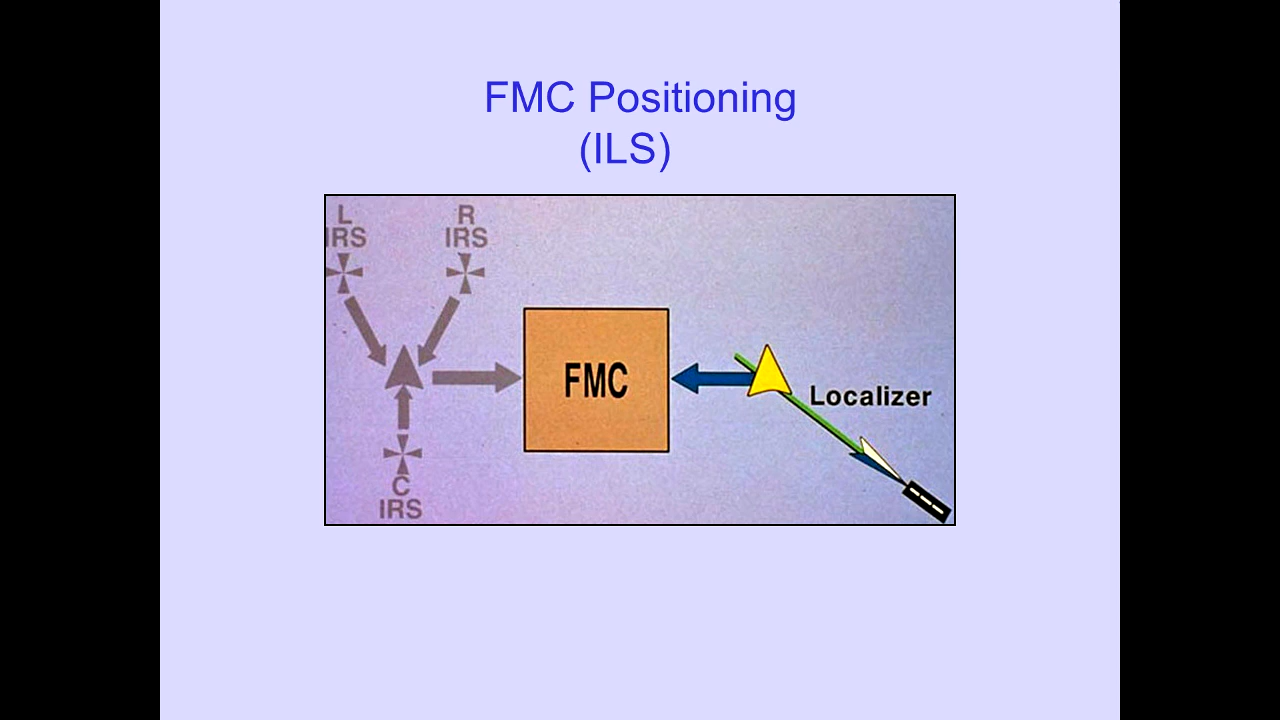 FMC Positioning
(ILS)
L
IRS
R
IRS
FMC
Localizer
C
IRS